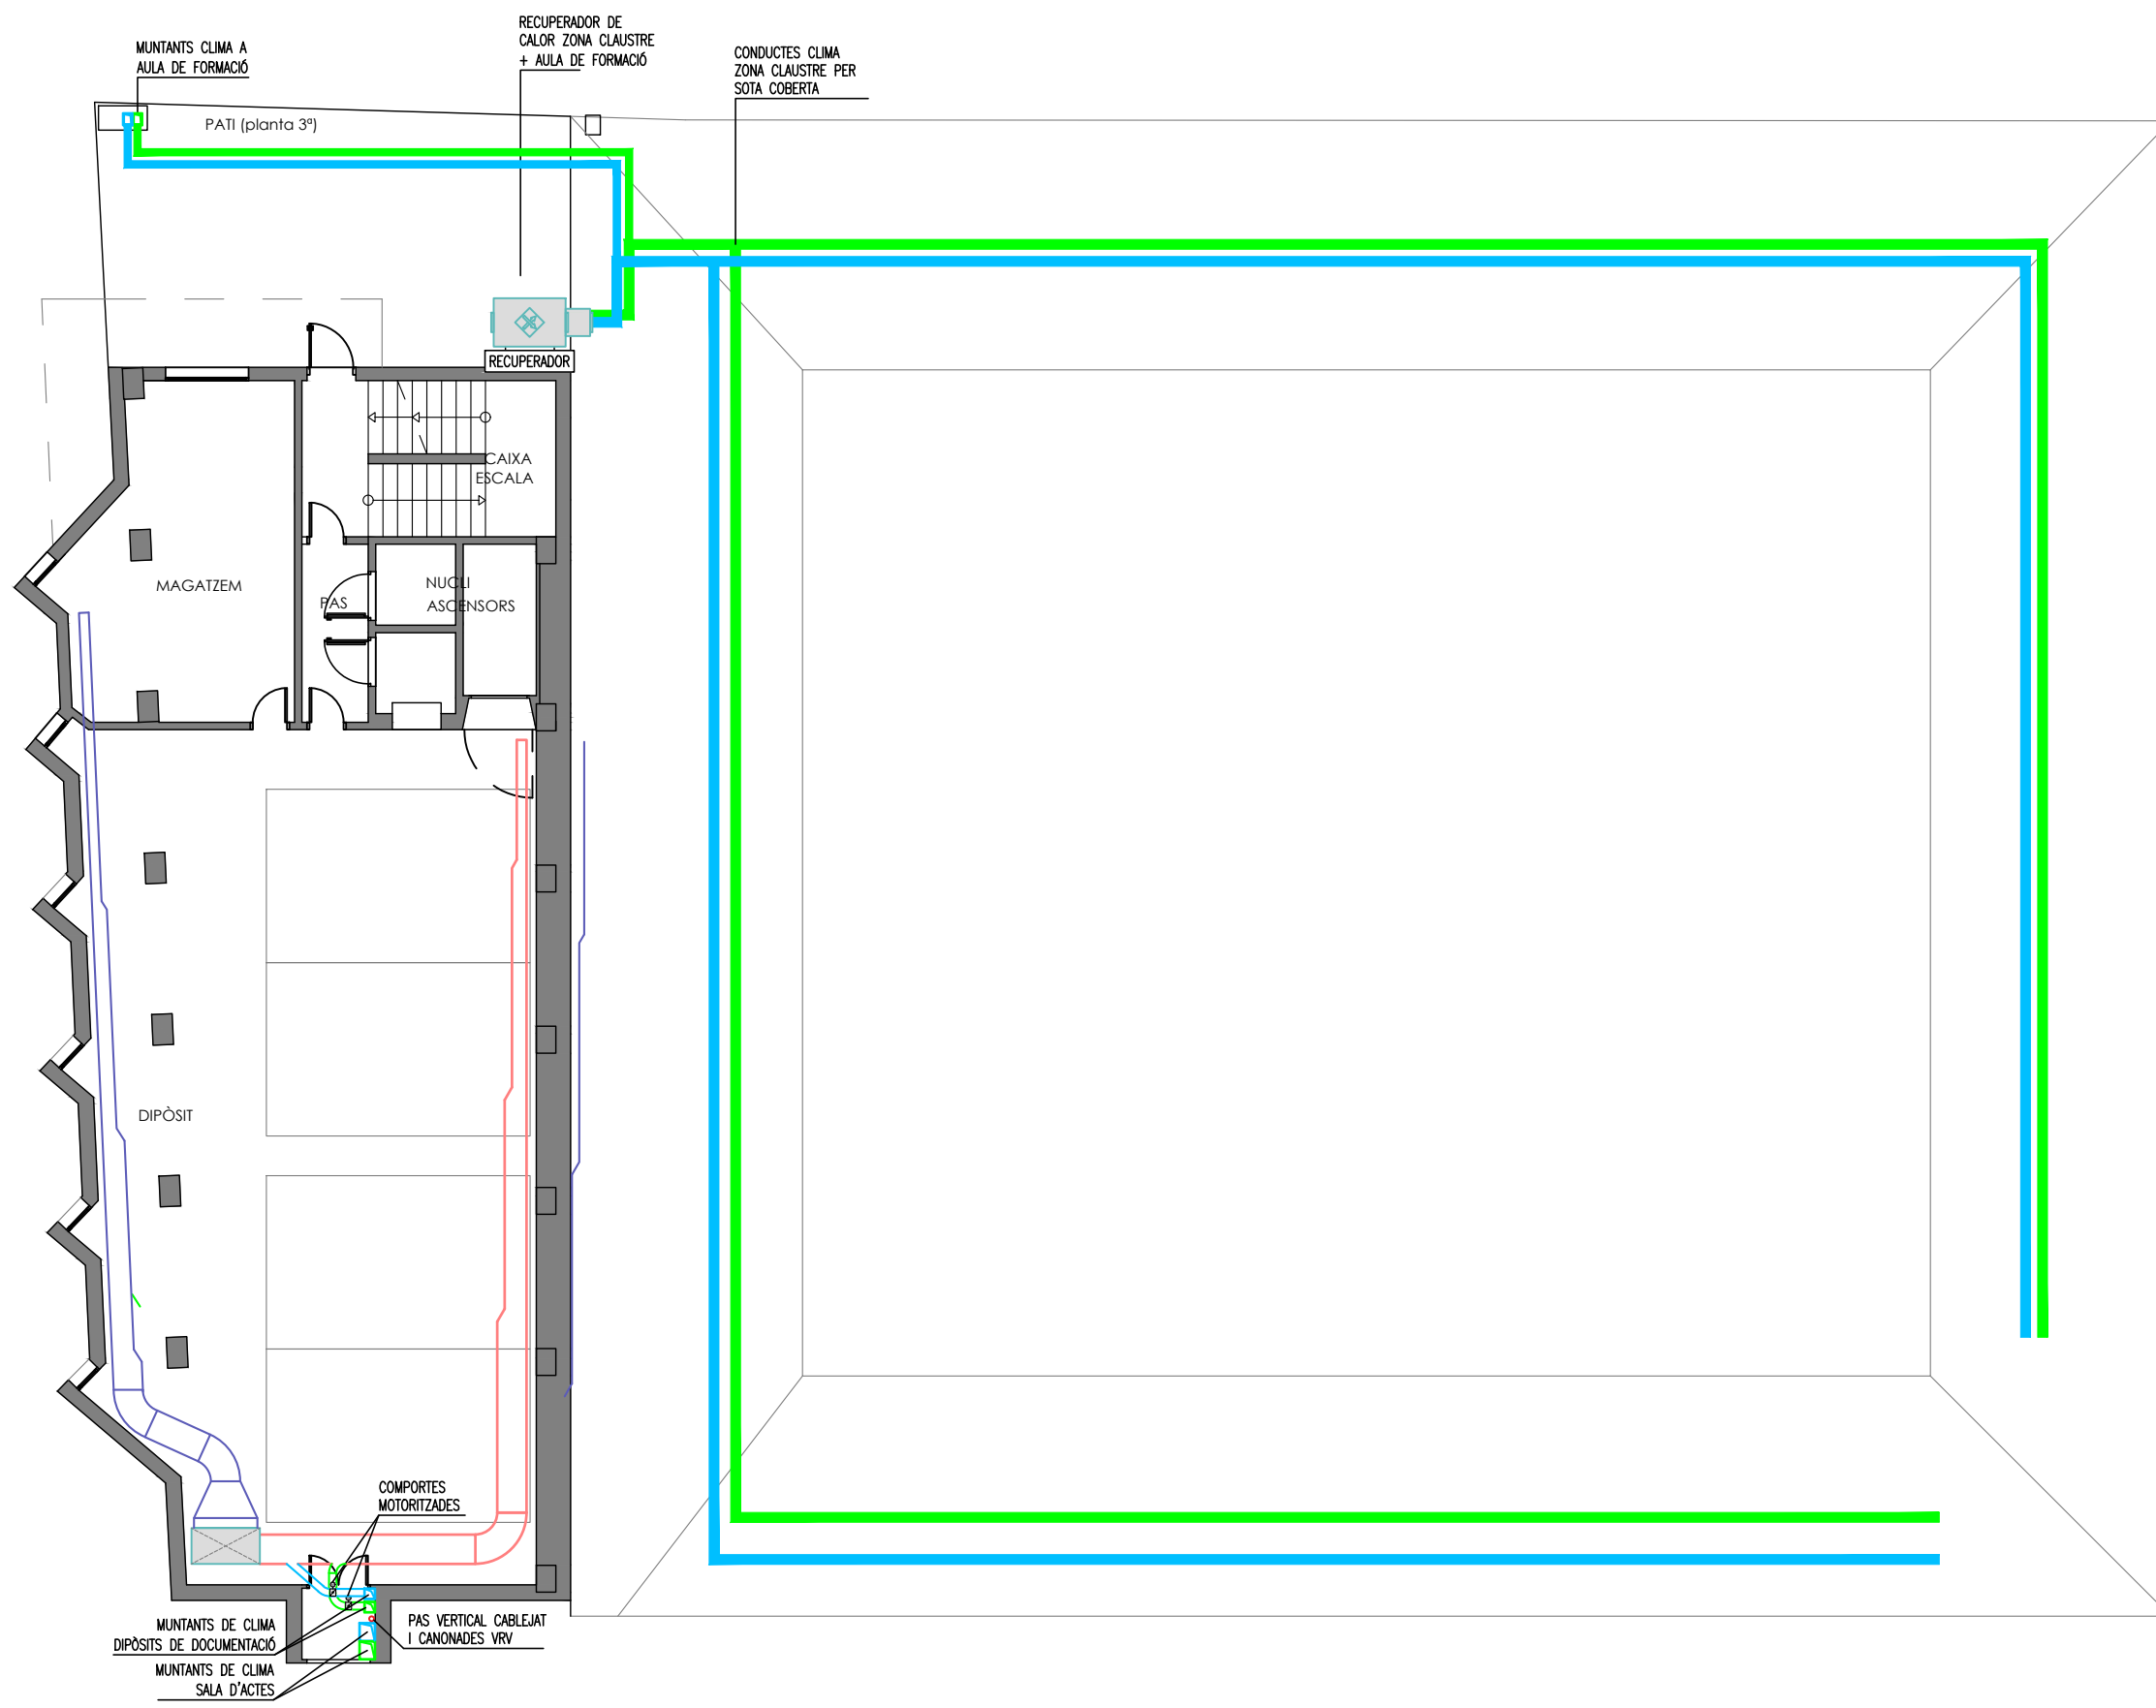 RECUPERADOR DE
CALOR ZONA CLAUSTRE
+ AULA DE FORMACIÓ
MUNTANTS CLIMA A
AULA DE FORMACIÓ
CONDUCTES CLIMA
ZONA CLAUSTRE PER
SOTA COBERTA
PATI (planta 3ª)
RECUPERADOR
CAIXA
ESCALA
MAGATZEM
PAS
NUCLI
ASCENSORS
DIPÒSIT
COMPORTES
MOTORITZADES
MUNTANTS DE CLIMA
DIPÒSITS DE DOCUMENTACIÓ
PAS VERTICAL CABLEJAT
I CANONADES VRV
MUNTANTS DE CLIMA
SALA D'ACTES